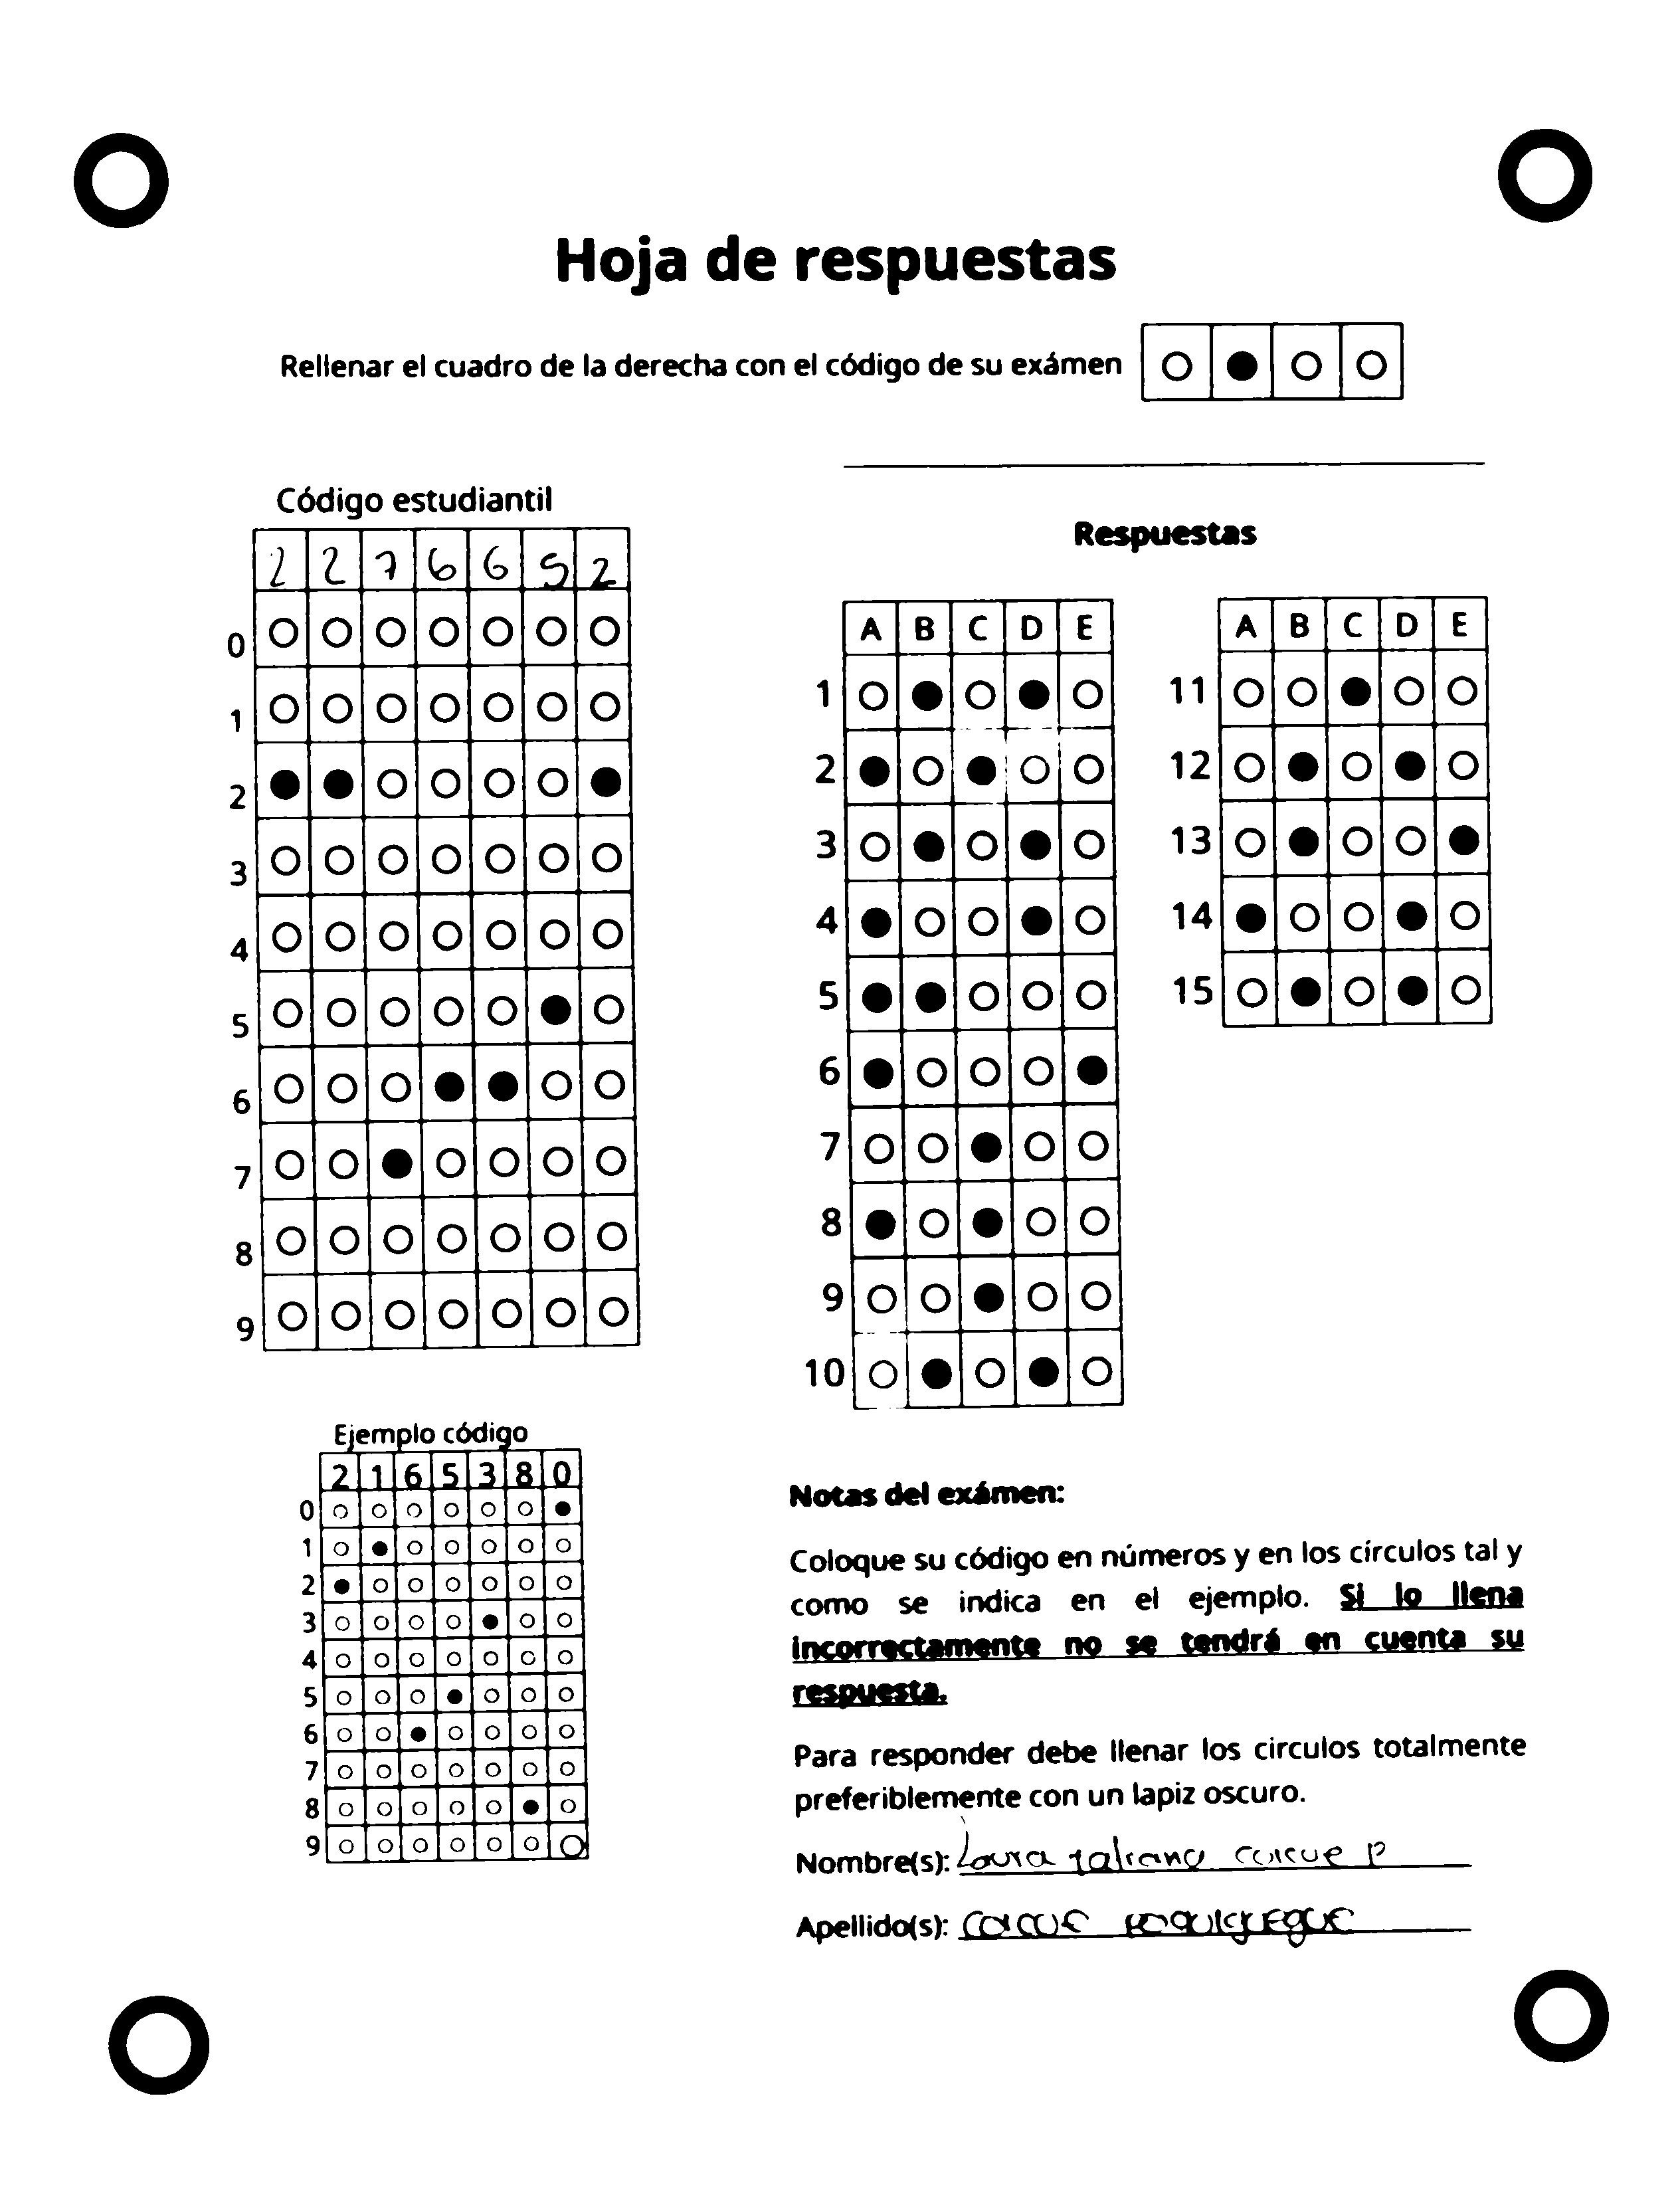 Hoja de respuestas
Rellenar el cuadro de la derecha con el código de su exámen
Código estudiantil
2 2 7 6 6 5 2
0
1
2
3
4
5
6
7
8
9
Respuestas
A B C D E
1
2
3
4
5
6
7
8
9
10
A B C D E
11
12
13
14
15
Ejemplo código
2 1 6 5 3 8 0
0
1
2
3
4
5
6
7
8
9
Notas del exámen:
Coloque su código en números y en los círculos tal y
como se indica en el ejemplo. Si lo llena
incorrectamente no se tendrá en cuenta su
respuesta.
Para responder debe llenar los circulos totalmente
preferiblemente con un lapiz oscuro.
Nombre(s): Laura
Apellido(s):